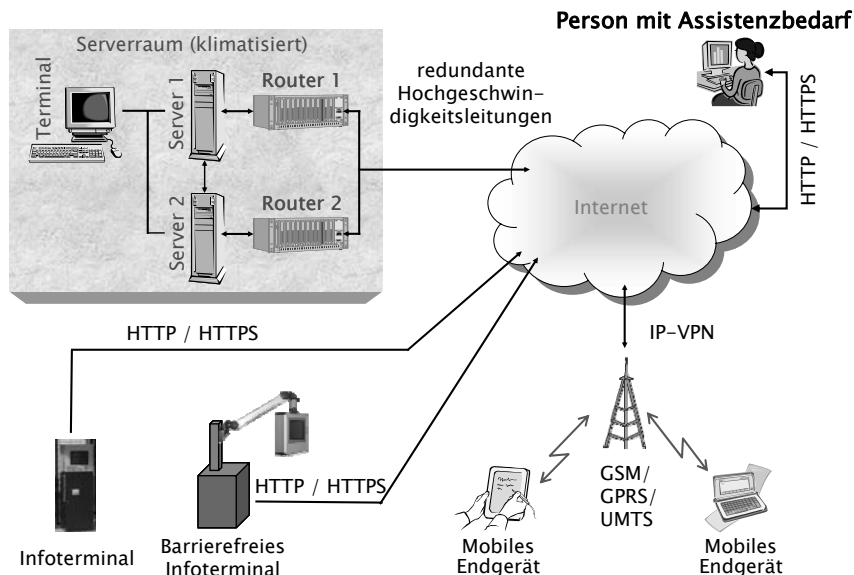 Person mit Assistenzbedarf
Serverraum (klimatisiert)
Terminal
Server 1
Router 1
redundante
Hochgeschwin-
digkeitsleitungen
HTTP / HTTPS
Server 2
Router 2
Internet
HTTP / HTTPS
IP-VPN
HTTP / HTTPS
GSM/
GPRS/
UMTS
Infoterminal
Barrierefreies
Infoterminal
Mobiles
Endgerät
Mobiles
Endgerät